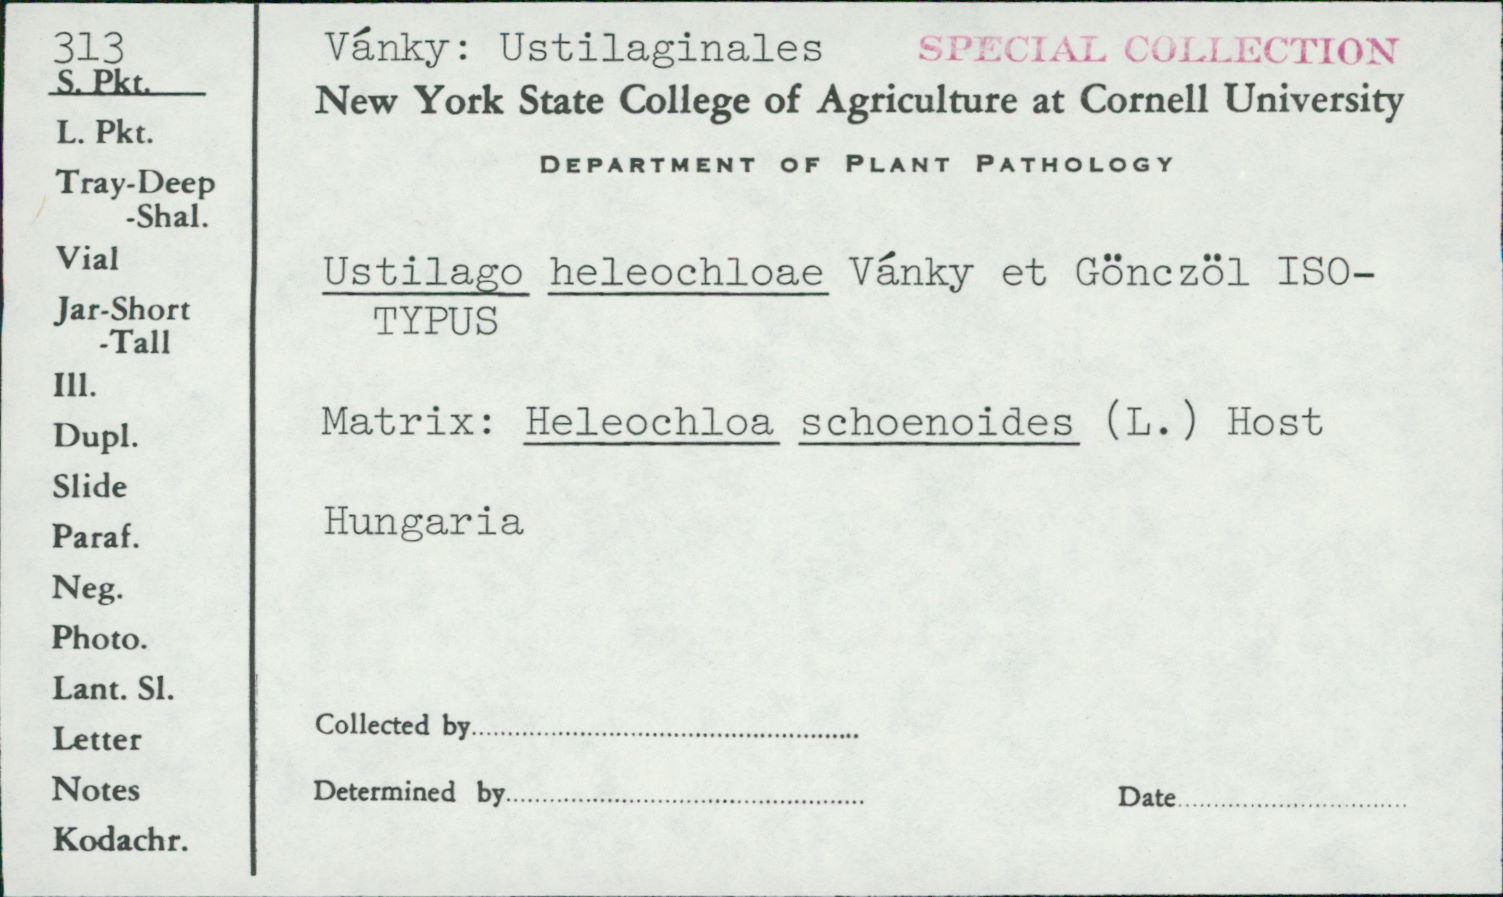 313
S. Pkt.
L. Pkt.
Tray-Deep
-Shal.
Vial
Jar-Short
-Tall
Ill.
Dupl.
Slide
Paraf.
Neg.
Photo.
Lant. Sl.
Letter
Notes
Kodachr.
Vánky: Ustilaginales SPECIAL COLLECTION
New York State College of Agriculture at Cornell University
DEPARTMENT OF PLANT PATHOLOGY
Ustilago heleochloae Vánky et Gönczöl ISO-
TYPUS
Matrix: Heleochloa schoenoides (L.) Host
Hungaria
Collected by
Determined by
Date